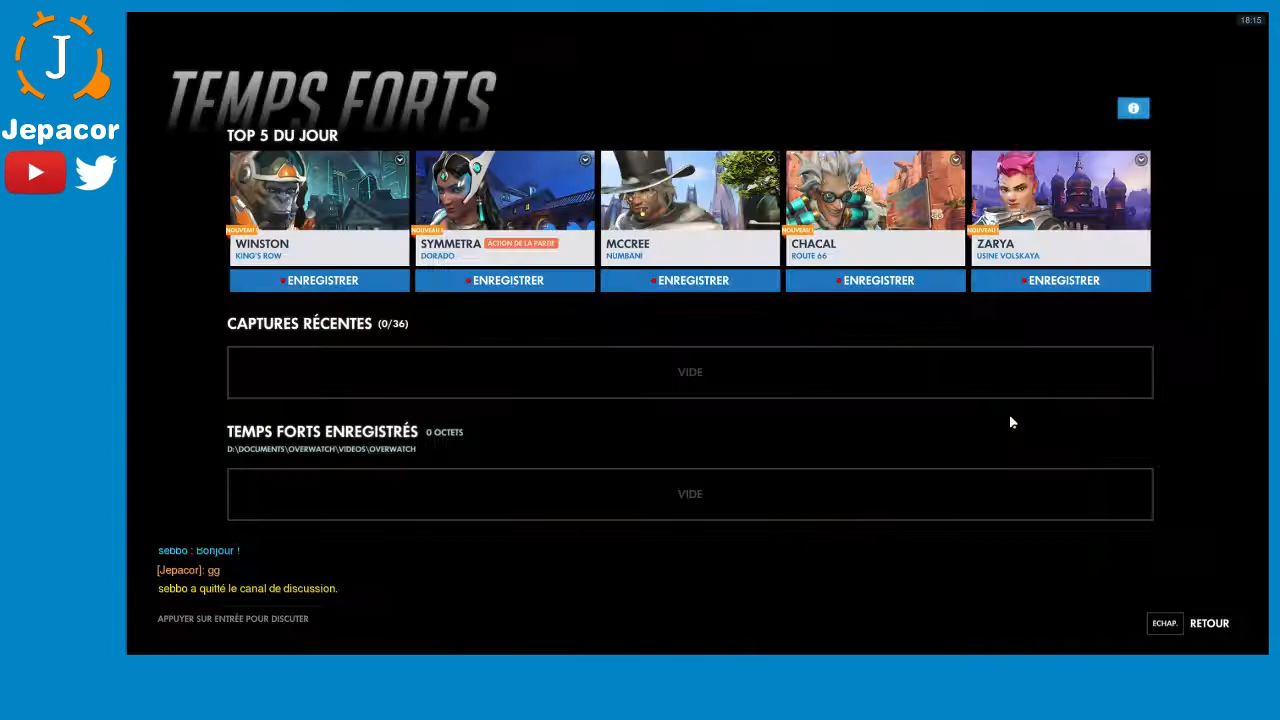 J
Jepacor
18:15
TEMPS FORTS
TOP 5 DU JOUR
NOUVEAU !
WINSTON
KING'S ROW
ENREGISTRER
NOUVEAU !
SYMMETRA ACTION DE LA PARTIE
DORADO
ENREGISTRER
MCCREE
NUMBANI
ENREGISTRER
NOUVEAU !
CHACAL
ROUTE 66
ENREGISTRER
NOUVEAU !
ZARYA
USINE VOLSKAYA
ENREGISTRER
CAPTURES RÉCENTES (0/36)
VIDE
TEMPS FORTS ENREGISTRÉS 0 OCTETS
D:\DOCUMENTS\OVERWATCH\VIDEOS\OVERWATCH
VIDE
sebbo : Bonjour !
[Jepacor]: gg
sebbo a quitté le canal de discussion.
APPUYER SUR ENTRÉE POUR DISCUTER
ECHAP. RETOUR